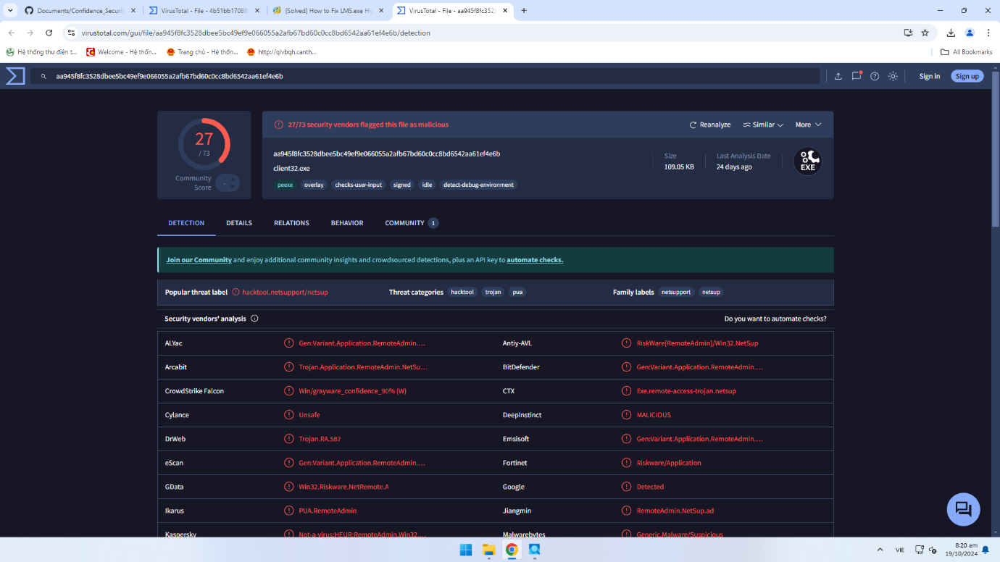 Documents/Confidence_Securit
VirusTotal - File - 4b51bb17088
[Solved] How to Fix LMS.exe Hig
VirusTotal - File - aa945f8fc3528
virustotal.com/gui/file/aa945f8fc3528dbee5bc49ef9e066055a2afb67bd60c0cc8bd6542aa61ef4e6b/detection
Hệ thống thư điện t...
Welcome - Hệ thốn...
Trang chủ - Hệ thốn...
http://qlvbqh.canth...
All Bookmarks
aa945f8fc3528dbee5bc49ef9e066055a2afb67bd60c0cc8bd6542aa61ef4e6b
Sign in
Sign up
27
/ 73
Community Score
-
27/73 security vendors flagged this file as malicious
Reanalyze
Similar
More
aa945f8fc3528dbee5bc49ef9e066055a2afb67bd60c0cc8bd6542aa61ef4e6b
client32.exe
Size
109.05 KB
Last Analysis Date
24 days ago
EXE
peexe
overlay
checks-user-input
signed
idle
detect-debug-environment
DETECTION
DETAILS
RELATIONS
BEHAVIOR
COMMUNITY 1
Join our Community and enjoy additional community insights and crowdsourced detections, plus an API key to automate checks.
Popular threat label hacktool.netsupport/netsup
Threat categories hacktool trojan pua
Family labels netsupport netsup
Security vendors' analysis
Do you want to automate checks?
ALYac Gen:Variant.Application.RemoteAdmin....
Antiy-AVL RiskWare[RemoteAdmin]/Win32.NetSup
Arcabit Trojan.Application.RemoteAdmin.NetSu...
BitDefender Gen:Variant.Application.RemoteAdmin....
CrowdStrike Falcon Win/grayware_confidence_90% (W)
CTX Exe.remote-access-trojan.netsup
Cylance Unsafe
DeepInstinct MALICIOUS
DrWeb Trojan.RA.587
Emsisoft Gen:Variant.Application.RemoteAdmin....
eScan Gen:Variant.Application.RemoteAdmin....
Fortinet Riskware/Application
GData Win32.Riskware.NetRemote.A
Google Detected
Ikarus PUA.RemoteAdmin
Jiangmin RemoteAdmin.NetSup.ad
Kaspersky Not-a-virus:HEUR:RemoteAdmin.Win32....
Malwarebytes Generic.Malware/Suspicious
VIE
8:20 am
19/10/2024